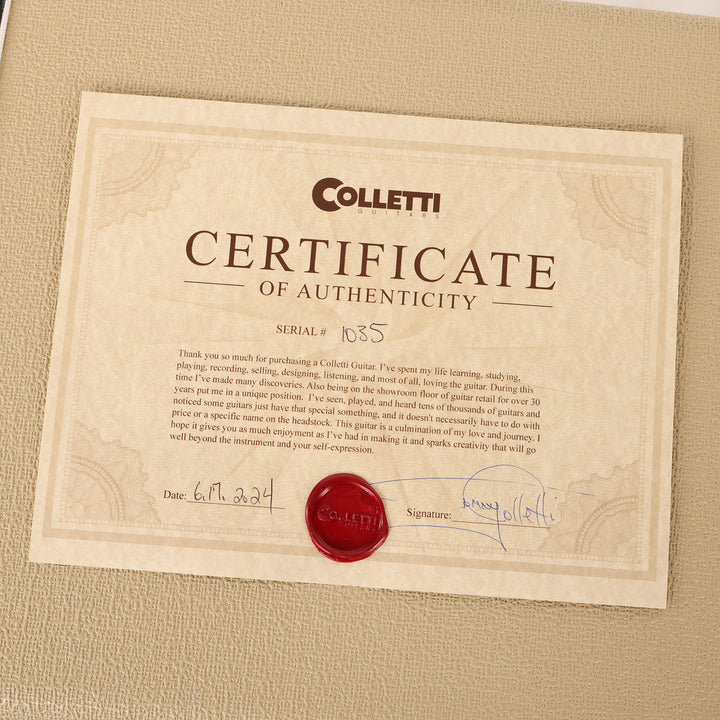 COLLETTI
GUITARS
CERTIFICATE
OF AUTHENTICITY
SERIAL # 1035
Thank you so much for purchasing a Colletti Guitar. I've spent my life learning, studying,
playing, recording, selling, designing, listening, and most of all, loving the guitar. During this
time I've made many discoveries. Also being on the showroom floor of guitar retail for over 30
years put me in a unique position. I've seen, played, and heard tens of thousands of guitars and
noticed some guitars just have that special something, and it doesn't necessarily have to do with
price or a specific name on the headstock. This guitar is a culmination of my love and journey. I
hope it gives you as much enjoyment as I've had in making it and sparks creativity that will go
well beyond the instrument and your self-expression.
Date: 6.17.2024
COLLETTI
GUITARS
Signature: Colletti